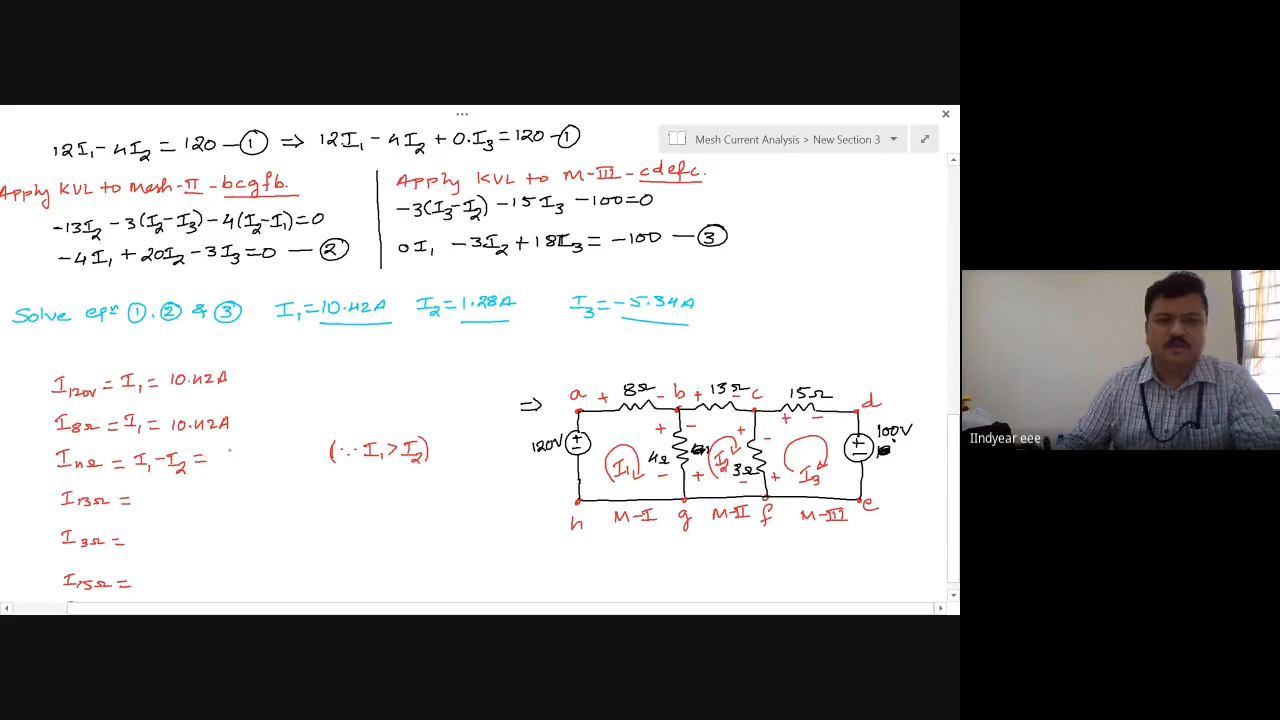 12I₁ - 4I₂ = 120 — ① ⇒ 12I₁ - 4I₂ + 0.I₃ = 120 - ①
Mesh Current Analysis > New Section 3
Apply KVL to Mesh-II - bcgfb.
-13I₂ - 3(I₂-I₃) - 4(I₂-I₁) = 0
-4I₁ + 20I₂ - 3I₃ = 0 — ②
Apply KVL to M-III - cdefc.
-3(I₃-I₂) - 15I₃ - 100 = 0
0I₁ - 3I₂ + 18I₃ = -100 — ③
Solve eqⁿ ①, ② & ③ I₁ = 10.42A I₂ = 1.28A I₃ = -5.34A
I120V = I₁ = 10.42A
I8Ω = I₁ = 10.42A
I4Ω = I₁ - I₂ = (∵ I₁ > I₂)
I13Ω =
I3Ω =
I15Ω =
⇒ a + 8Ω - b + 13Ω - c 15Ω d
+ -
120V + - 4Ω + - 3Ω + - 100V
I₁ I₂ I₃
h M-I g M-II f M-III e
IIndyear eee